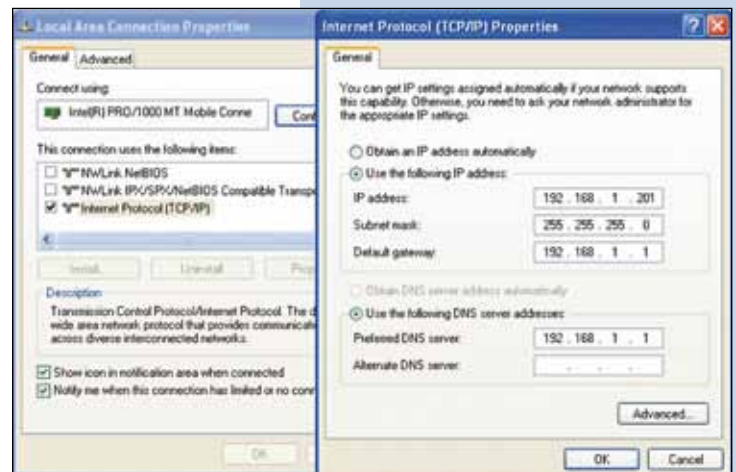 Local Area Connection Properties
General Advanced
Connect using:
Intel(R) PRO/1000 MT Mobile Conne
Conf
This connection uses the following items:
NWLink NetBIOS
NWLink IPX/SPX/NetBIOS Compatible Transpo
Internet Protocol (TCP/IP)
Install...
Uninstall
Prop
Description
Transmission Control Protocol/Internet Protocol. The d
wide area network protocol that provides communicat
across diverse interconnected networks.
Show icon in notification area when connected
Notify me when this connection has limited or no conn
OK
Internet Protocol (TCP/IP) Properties
General
You can get IP settings assigned automatically if your network supports
this capability. Otherwise, you need to ask your network administrator for
the appropriate IP settings.
Obtain an IP address automatically
Use the following IP address:
IP address: 192 . 168 . 1 . 201
Subnet mask: 255 . 255 . 255 . 0
Default gateway: 192 . 168 . 1 . 1
Obtain DNS server address automatically
Use the following DNS server addresses:
Preferred DNS server: 192 . 168 . 1 . 1
Alternate DNS server: . . .
Advanced...
OK Cancel